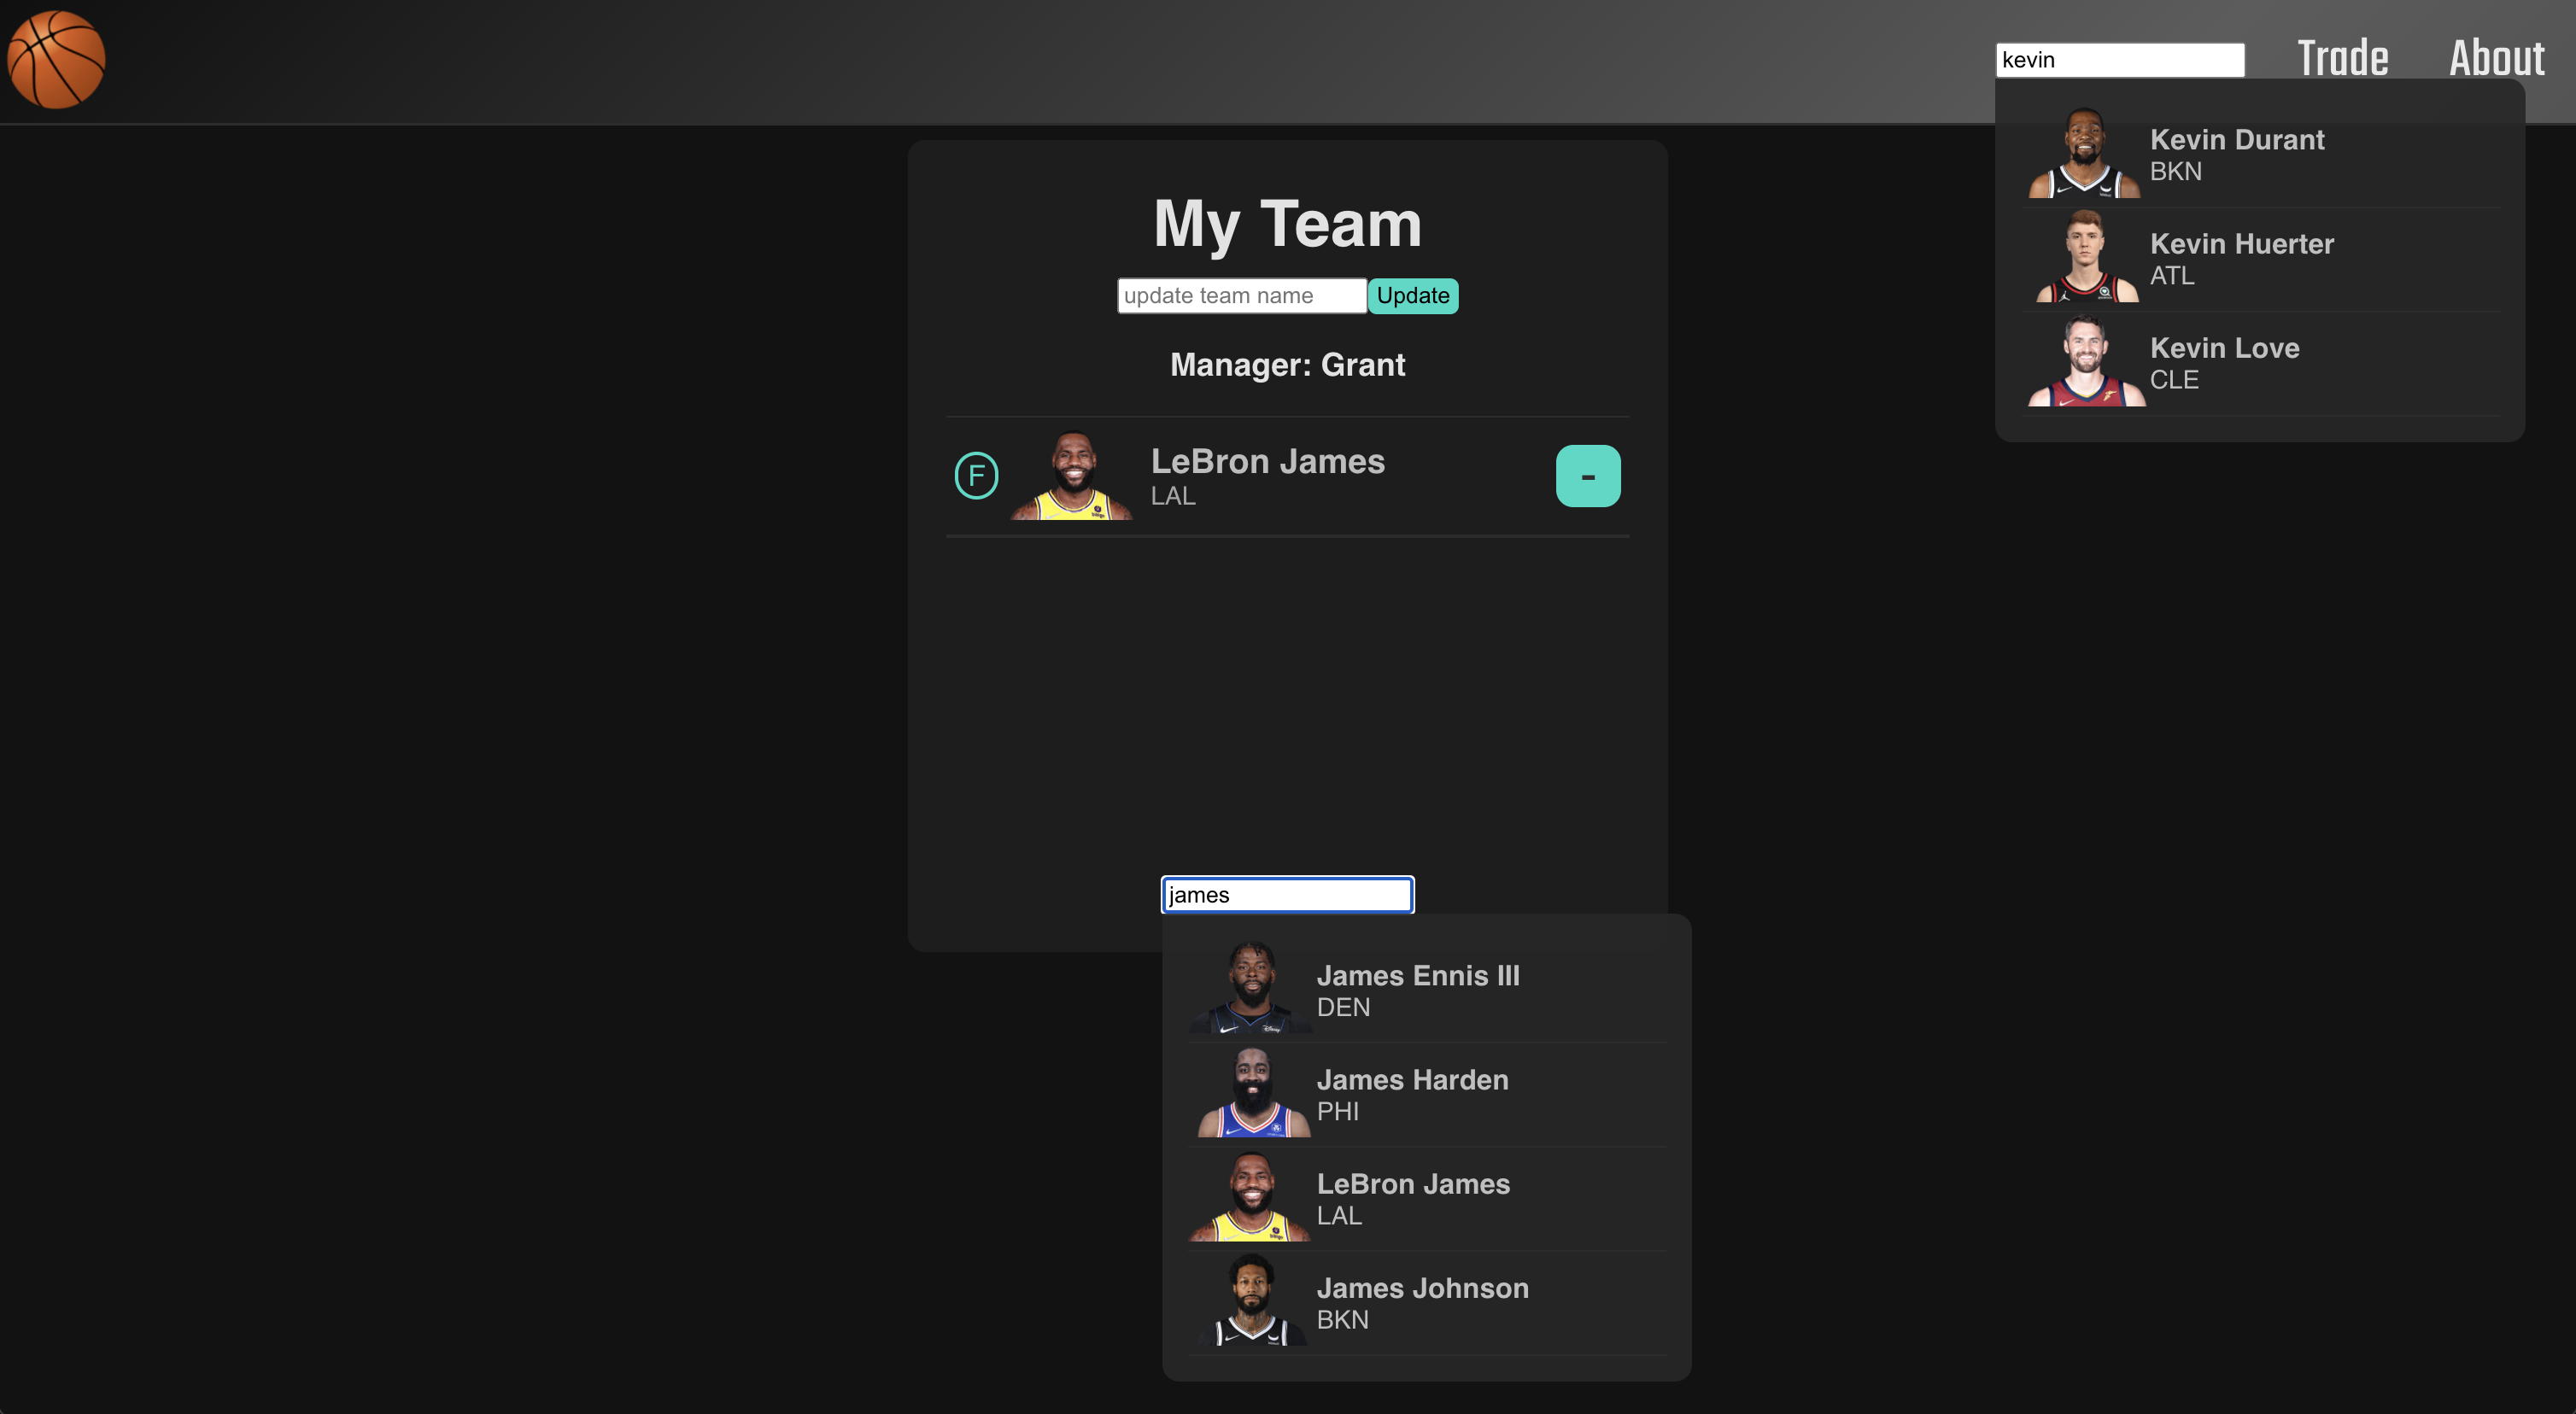 kevin
Trade
About
Kevin Durant
BKN
Kevin Huerter
ATL
Kevin Love
CLE
My Team
update team name
Update
Manager: Grant
F
LeBron James
LAL
-
james
James Ennis III
DEN
James Harden
PHI
LeBron James
LAL
James Johnson
BKN